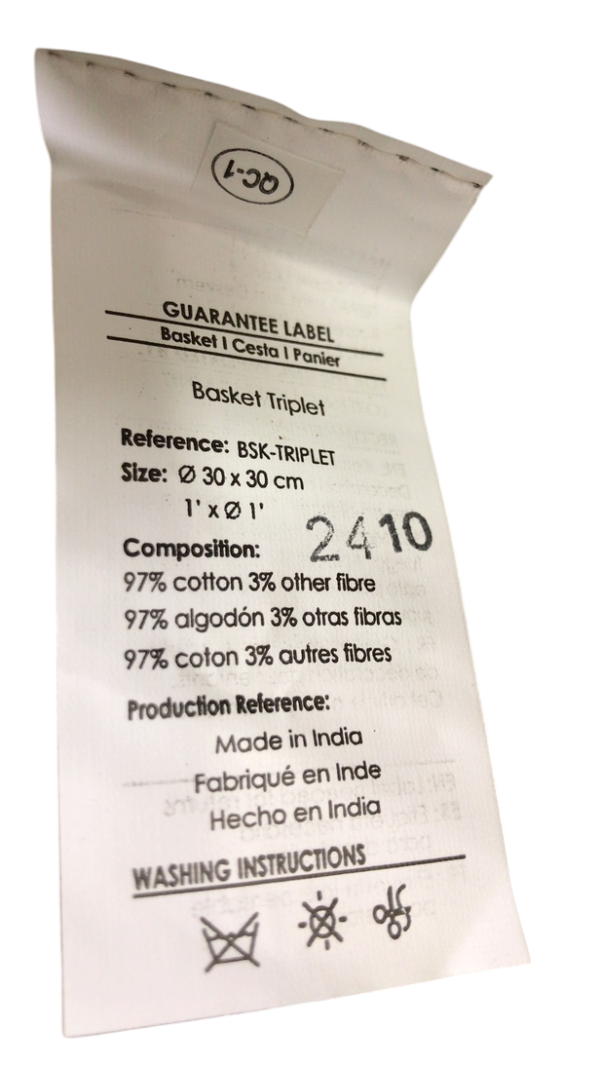 QC-1
GUARANTEE LABEL
Basket I Cesta I Panier
Basket Triplet
Reference: BSK-TRIPLET
Size: Ø 30 x 30 cm
1' x Ø 1'
2410
Composition:
97% cotton 3% other fibre
97% algodón 3% otras fibras
97% coton 3% autres fibres
Production Reference:
Made in India
Fabriqué en Inde
Hecho en India
WASHING INSTRUCTIONS